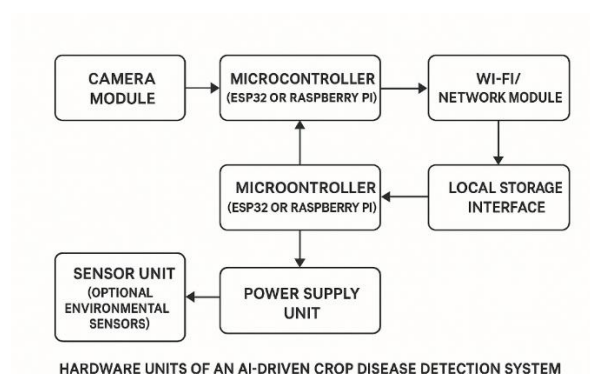 CAMERA
MODULE
MICROCONTROLLER
(ESP32 OR RASPBERRY PI)
WI-FI/
NETWORK MODULE
MICROONTROLLER
(ESP32 OR RASPBERRY PI)
LOCAL STORAGE
INTERFACE
SENSOR UNIT
(OPTIONAL
ENVIRONMENTAL
SENSORS)
POWER SUPPLY
UNIT
HARDWARE UNITS OF AN AI-DRIVEN CROP DISEASE DETECTION SYSTEM